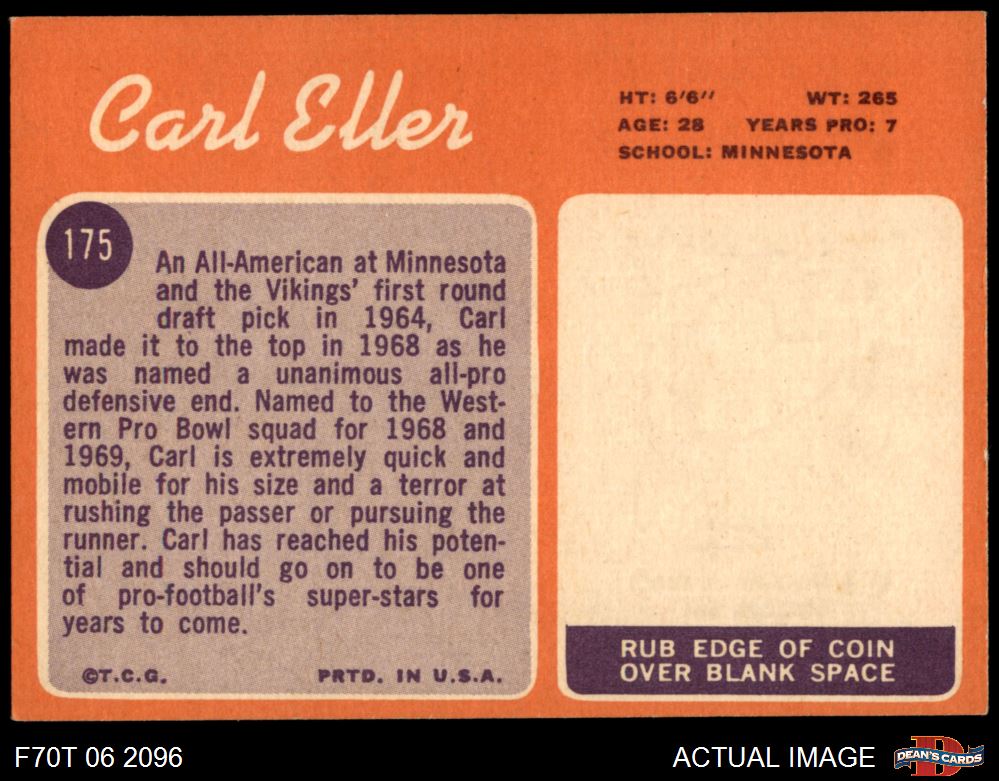 Carl Eller
HT: 6'6"  WT: 265
AGE: 28  YEARS PRO: 7
SCHOOL: MINNESOTA
175
An All-American at Minnesota
and the Vikings' first round
draft pick in 1964, Carl
made it to the top in 1968 as he
was named a unanimous all-pro
defensive end. Named to the West-
ern Pro Bowl squad for 1968 and
1969, Carl is extremely quick and
mobile for his size and a terror at
rushing the passer or pursuing the
runner. Carl has reached his poten-
tial and should go on to be one
of pro-football's super-stars for
years to come.
©T.C.G.  PRTD. IN U.S.A.
RUB EDGE OF COIN
OVER BLANK SPACE
F70T 06 2096
ACTUAL IMAGE
DEAN'S CARDS